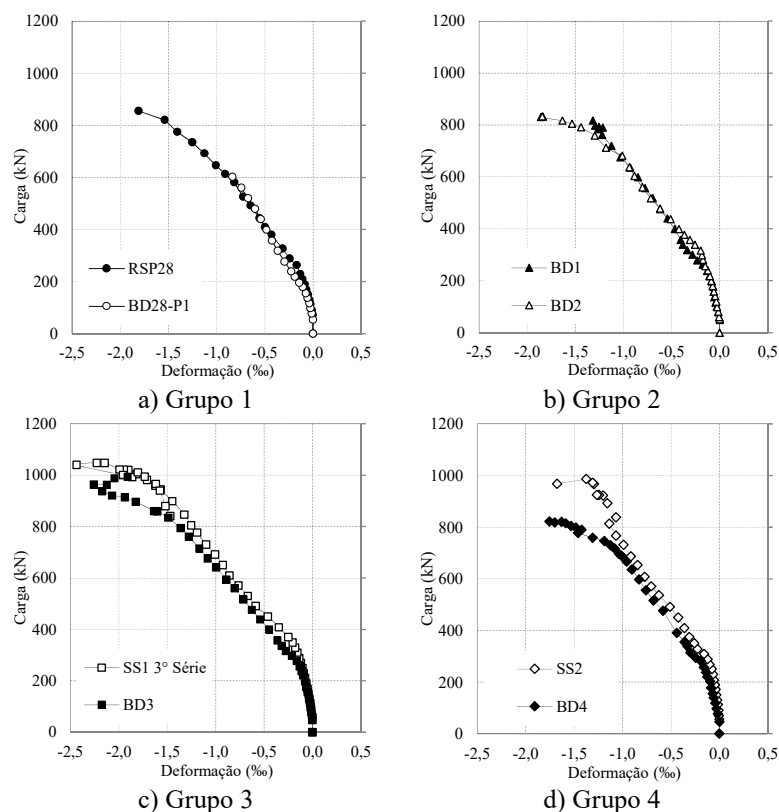 1200
1000
800
600
400
200
0
Carga (kN)
RSP28
BD28-P1
-2,5 -2,0 -1,5 -1,0 -0,5 0,0 0,5
Deformação (‰)
a) Grupo 1
1200
1000
800
600
400
200
0
Carga (kN)
BD1
BD2
-2,5 -2,0 -1,5 -1,0 -0,5 0,0 0,5
Deformação (‰)
b) Grupo 2
1200
1000
800
600
400
200
0
Carga (kN)
SS1 3° Série
BD3
-2,5 -2,0 -1,5 -1,0 -0,5 0,0 0,5
Deformação (‰)
c) Grupo 3
1200
1000
800
600
400
200
0
Carga (kN)
SS2
BD4
-2,5 -2,0 -1,5 -1,0 -0,5 0,0 0,5
Deformação (‰)
d) Grupo 4